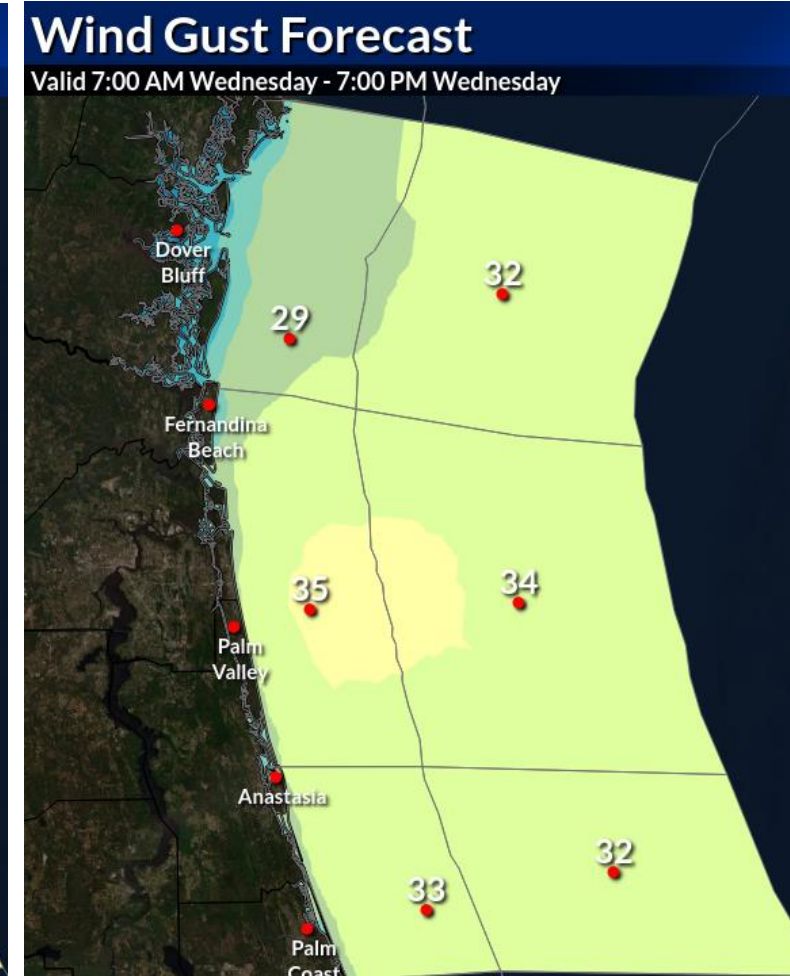 Wind Gust Forecast
Valid 7:00 AM Wednesday - 7:00 PM Wednesday
Dover
Bluff
32
29
Fernandina
Beach
35
34
Palm
Valley
Anastasia
32
33
Palm
Coast